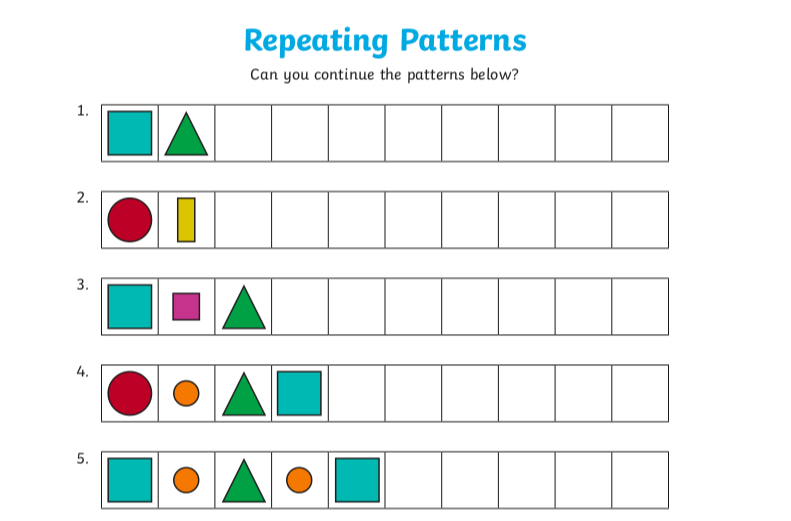 Repeating Patterns
Can you continue the patterns below?
1.
2.
3.
4.
5.